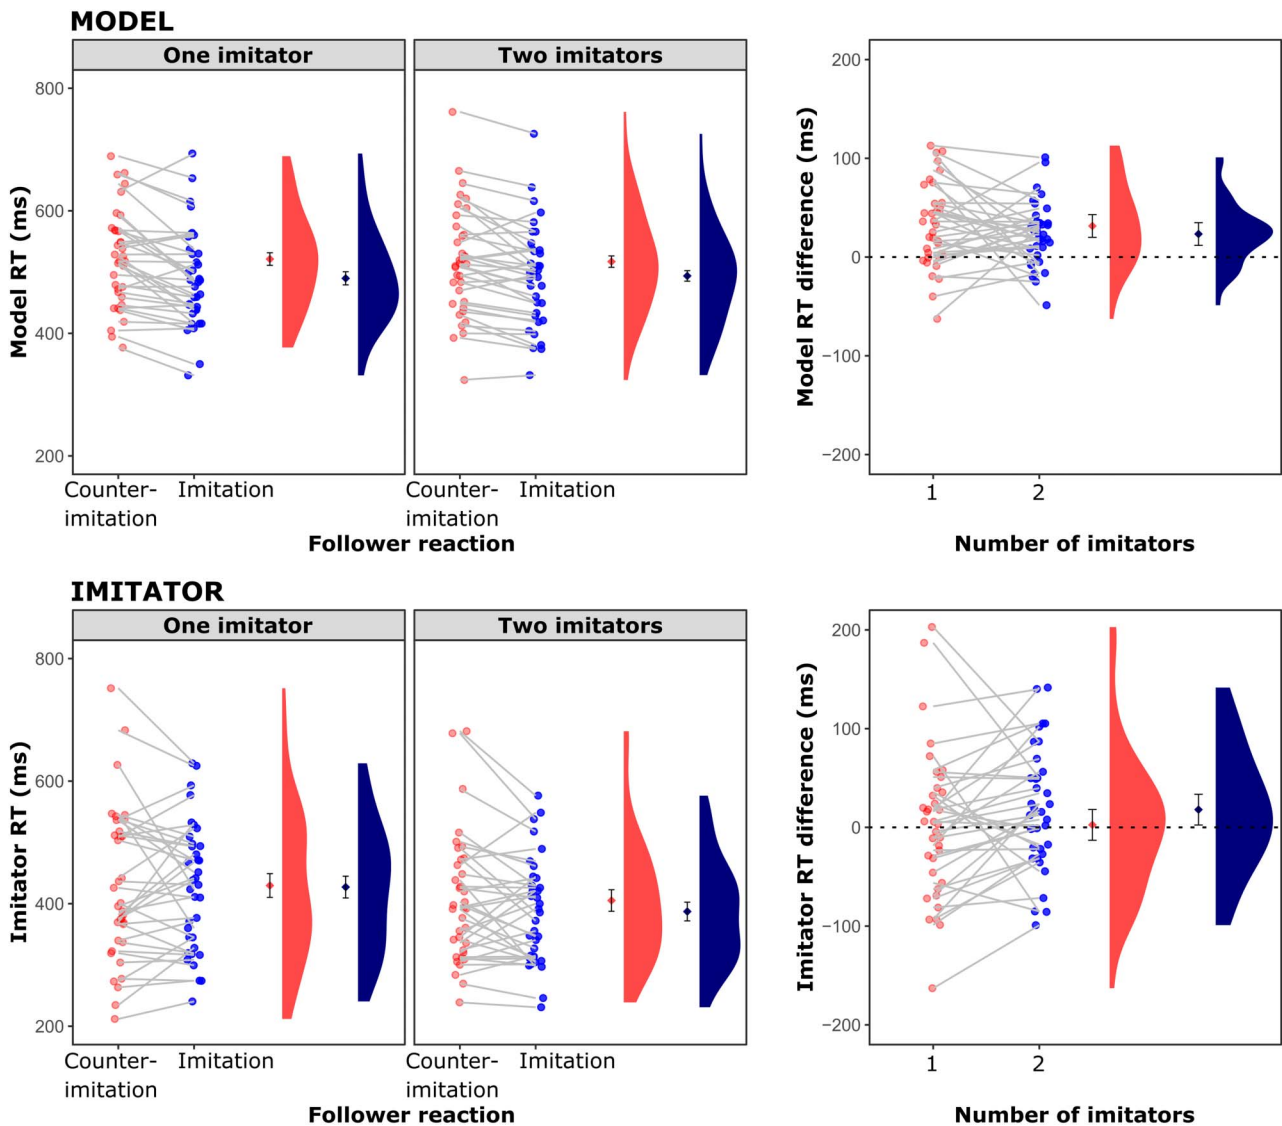 MODEL
One imitator
Two imitators
Model RT (ms)
800
600
400
200
Counter-
imitation
Imitation
Counter-
imitation
Imitation
Follower reaction
Model RT difference (ms)
200
100
0
−100
−200
1
2
Number of imitators
IMITATOR
One imitator
Two imitators
Imitator RT (ms)
800
600
400
200
Counter-
imitation
Imitation
Counter-
imitation
Imitation
Follower reaction
Imitator RT difference (ms)
200
100
0
−100
−200
1
2
Number of imitators